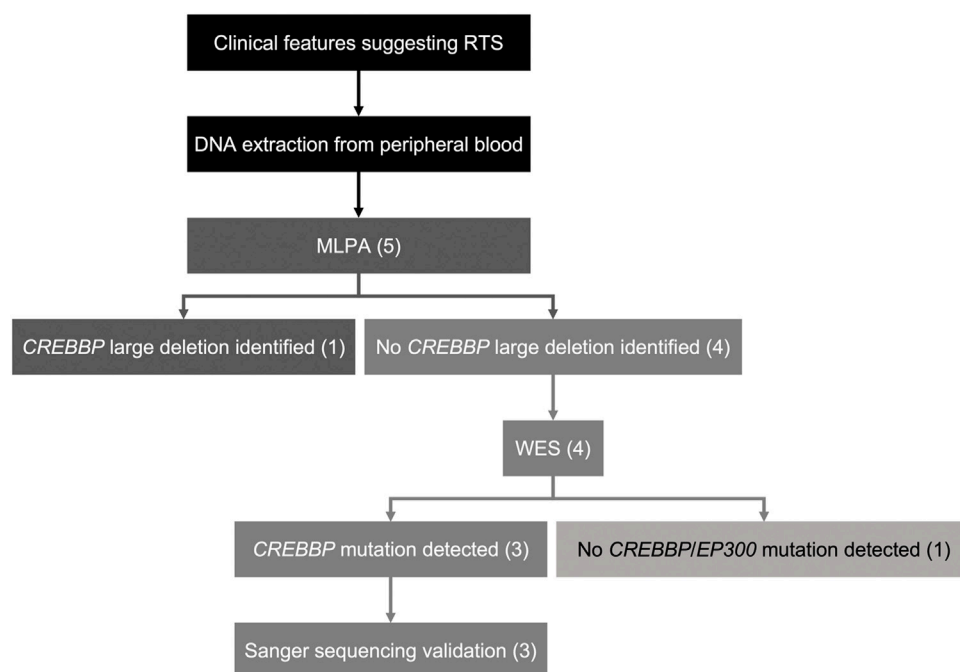 Clinical features suggesting RTS
DNA extraction from peripheral blood
MLPA (5)
CREBBP large deletion identified (1)
No CREBBP large deletion identified (4)
WES (4)
CREBBP mutation detected (3)
No CREBBP/EP300 mutation detected (1)
Sanger sequencing validation (3)